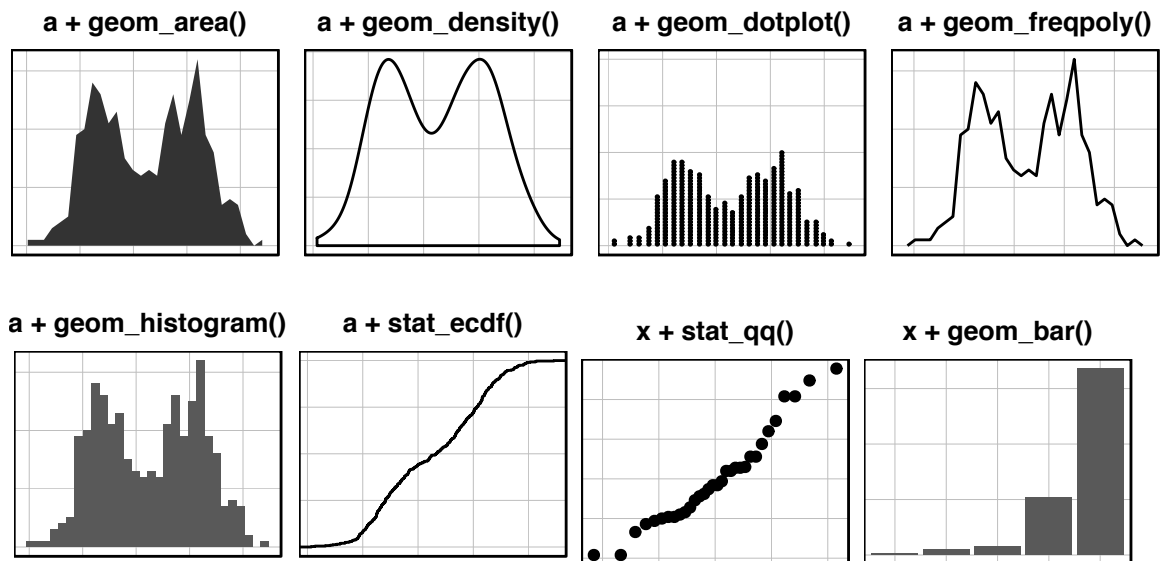 a + geom_area()
a + geom_density()
a + geom_dotplot()
a + geom_freqpoly()
a + geom_histogram()
a + stat_ecdf()
x + stat_qq()
x + geom_bar()